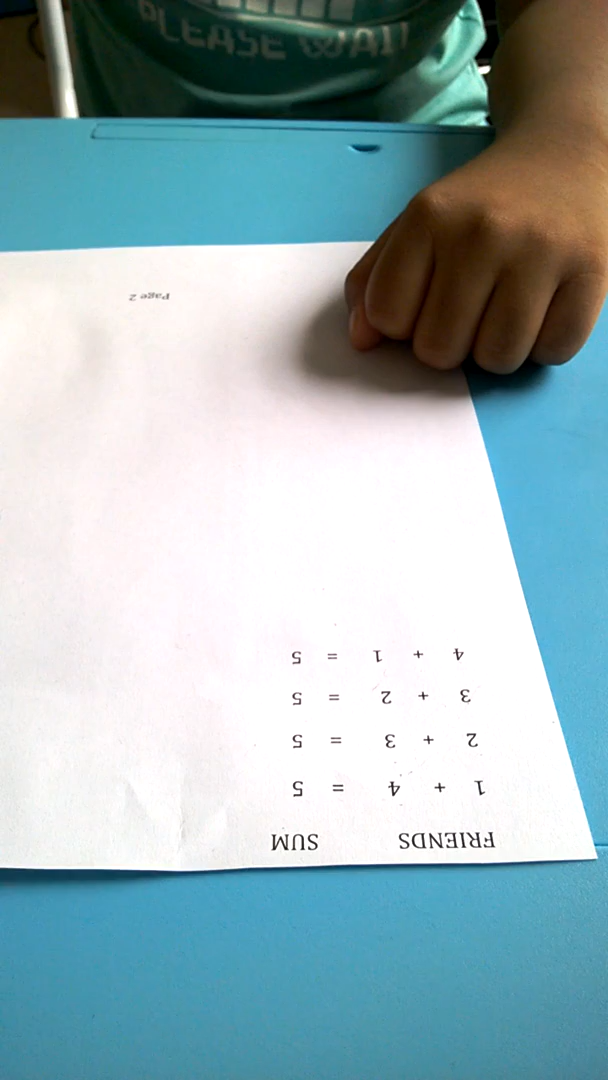 PLEASE WAIT
FRIENDS SUM
1 + 4 = 5
2 + 3 = 5
3 + 2 = 5
4 + 1 = 5
Page 2